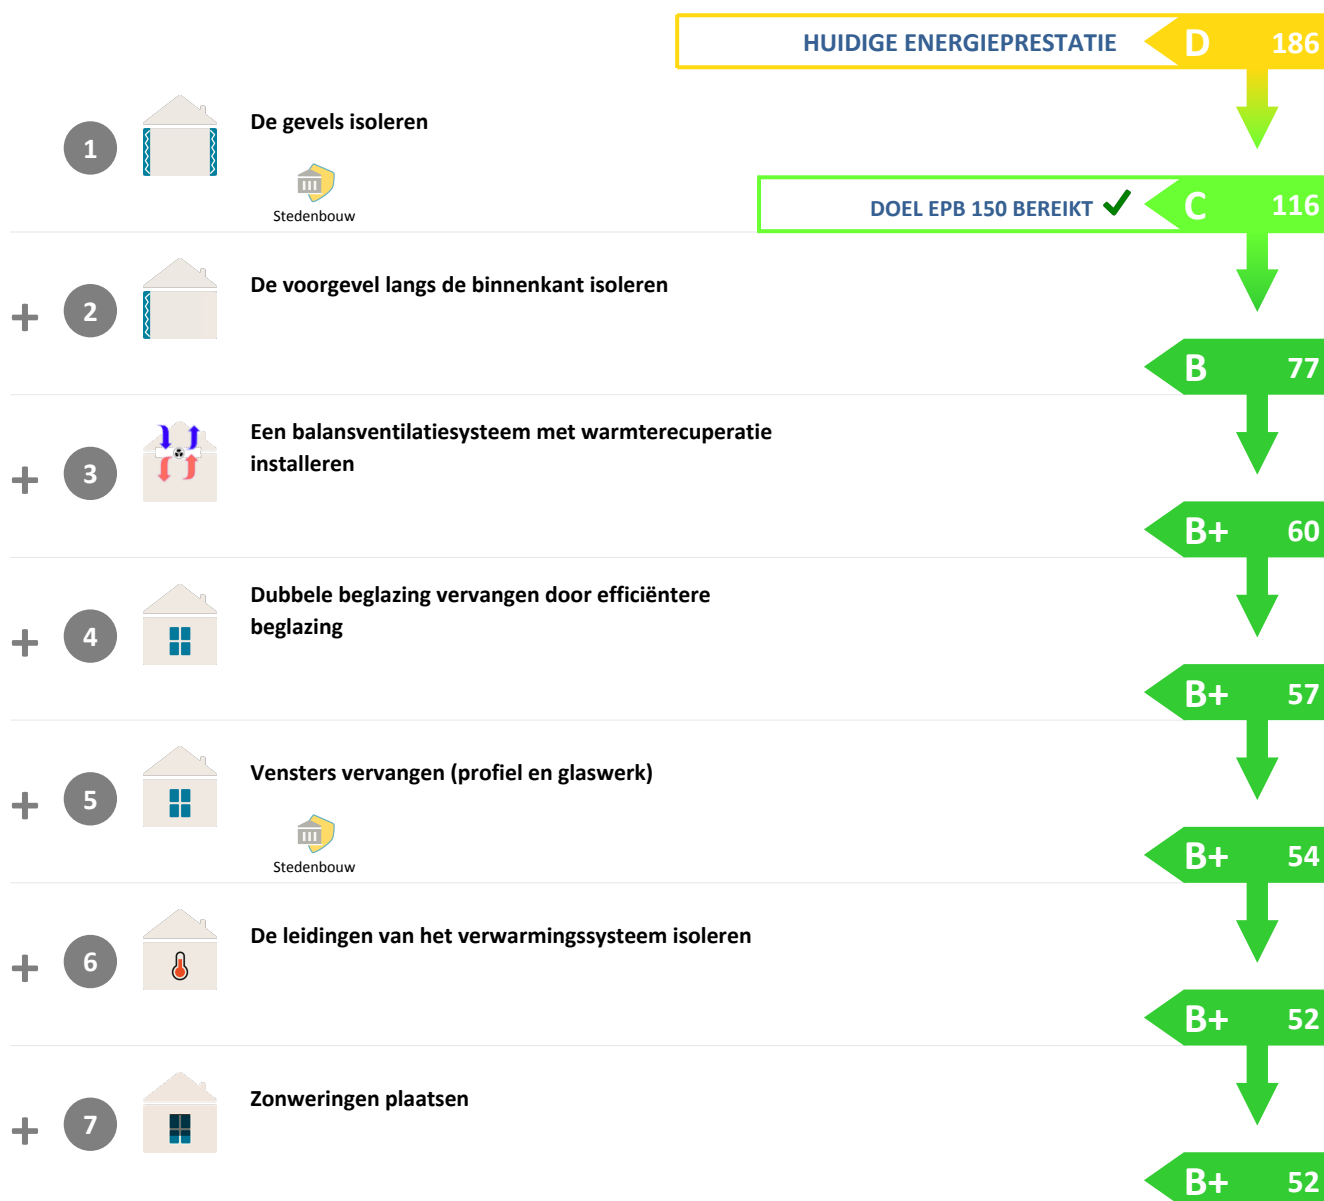 HUIDIGE ENERGIEPRESTATIE D 186
1 De gevels isoleren
Stedenbouw
DOEL EPB 150 BEREIKT ✓ C 116
+ 2 De voorgevel langs de binnenkant isoleren
B 77
+ 3 Een balansventilatiesysteem met warmterecuperatie
installeren
B+ 60
+ 4 Dubbele beglazing vervangen door efficiëntere
beglazing
B+ 57
+ 5 Vensters vervangen (profiel en glaswerk)
Stedenbouw
B+ 54
+ 6 De leidingen van het verwarmingssysteem isoleren
B+ 52
+ 7 Zonweringen plaatsen
B+ 52